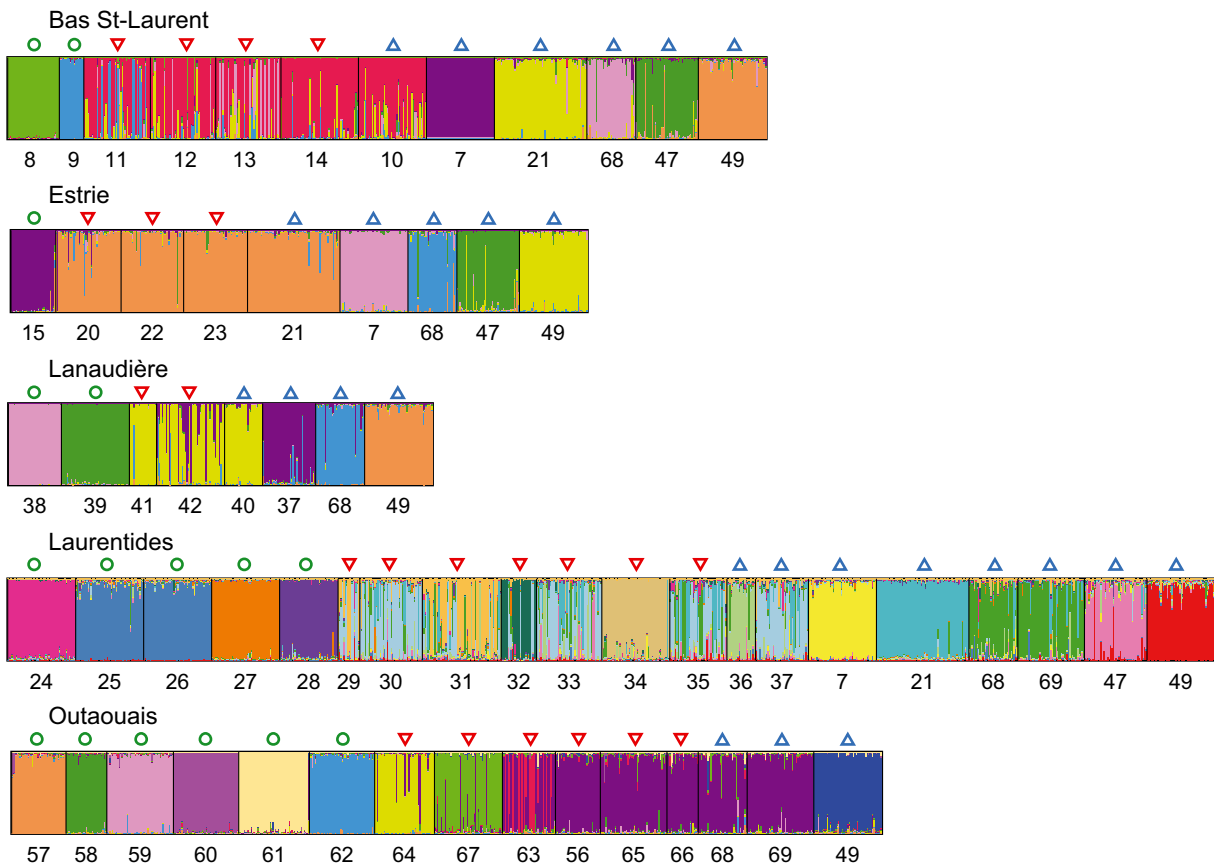 Bas St-Laurent
8 9 11 12 13 14 10 7 21 68 47 49
Estrie
15 20 22 23 21 7 68 47 49
Lanaudière
38 39 41 42 40 37 68 49
Laurentides
24 25 26 27 28 29 30 31 32 33 34 35 36 37 7 21 68 69 47 49
Outaouais
57 58 59 60 61 62 64 67 63 56 65 66 68 69 49